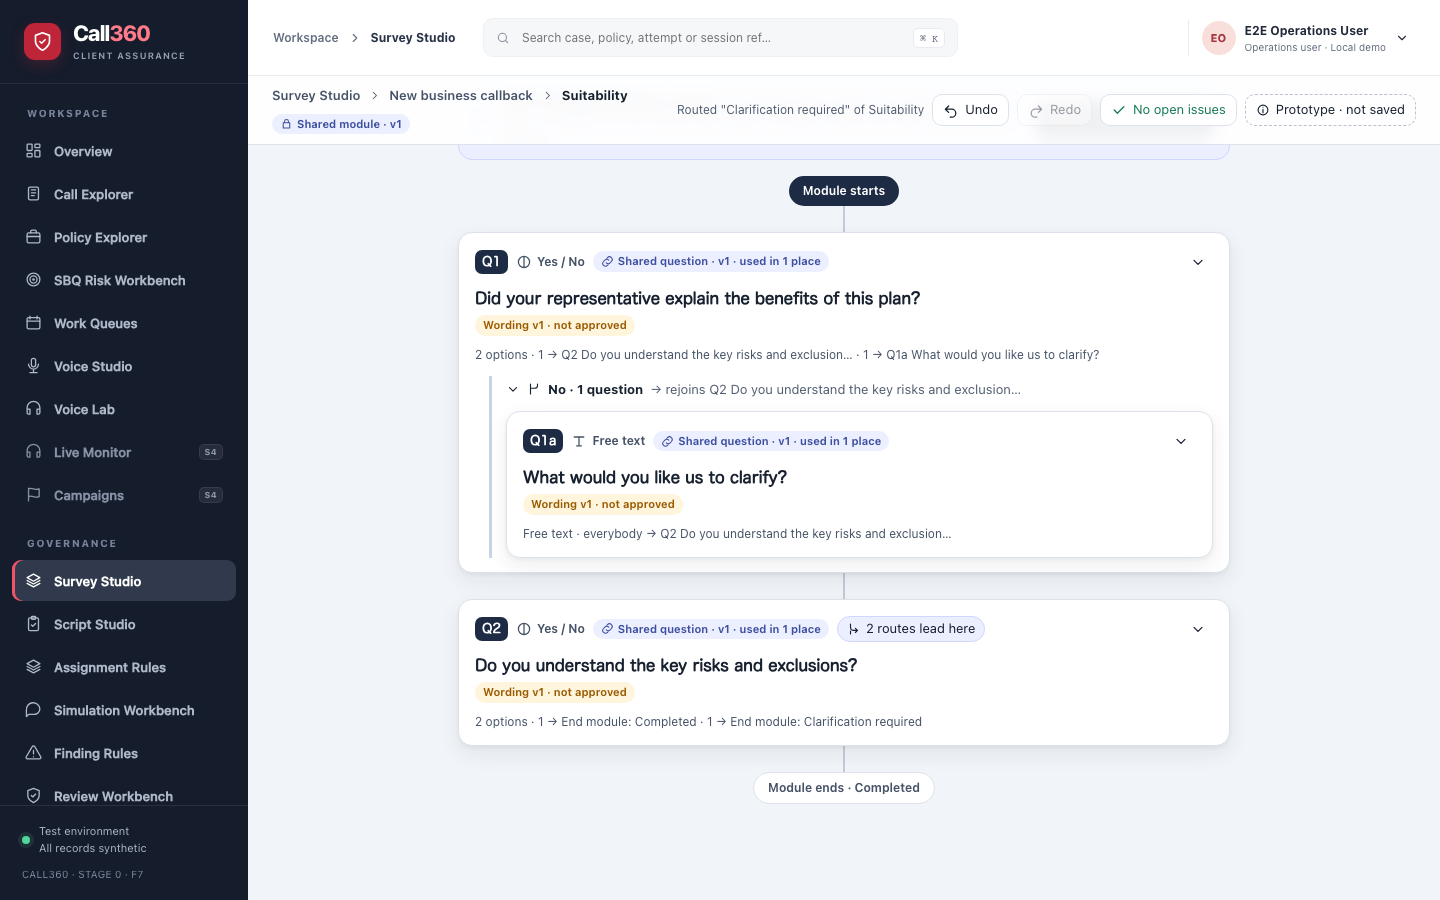 Call360
CLIENT ASSURANCE
WORKSPACE
Overview
Call Explorer
Policy Explorer
SBQ Risk Workbench
Work Queues
Voice Studio
Voice Lab
Live Monitor S4
Campaigns S4
GOVERNANCE
Survey Studio
Script Studio
Assignment Rules
Simulation Workbench
Finding Rules
Review Workbench
Test environment
All records synthetic
CALL360 · STAGE 0 · F7
Workspace > Survey Studio
Search case, policy, attempt or session ref... ⌘ K
EO
E2E Operations User
Operations user · Local demo
Survey Studio > New business callback > Suitability
Shared module · v1
Routed "Clarification required" of Suitability
Undo
Redo
No open issues
Prototype · not saved
Module starts
Q1 Yes / No Shared question · v1 · used in 1 place
Did your representative explain the benefits of this plan?
Wording v1 · not approved
2 options · 1 → Q2 Do you understand the key risks and exclusion… · 1 → Q1a What would you like us to clarify?
No · 1 question → rejoins Q2 Do you understand the key risks and exclusion…
Q1a Free text Shared question · v1 · used in 1 place
What would you like us to clarify?
Wording v1 · not approved
Free text · everybody → Q2 Do you understand the key risks and exclusion…
Q2 Yes / No Shared question · v1 · used in 1 place 2 routes lead here
Do you understand the key risks and exclusions?
Wording v1 · not approved
2 options · 1 → End module: Completed · 1 → End module: Clarification required
Module ends · Completed